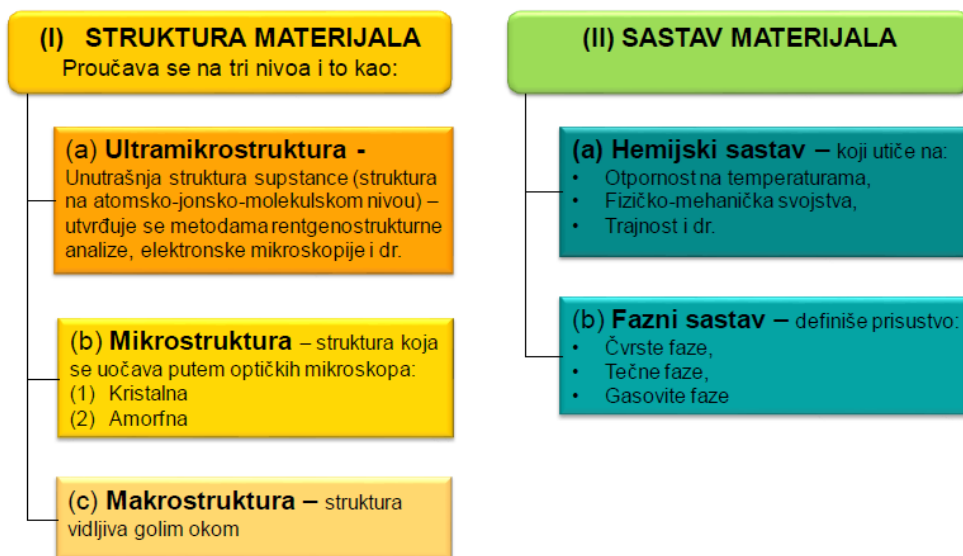 (I) STRUKTURA MATERIJALA
Proučava se na tri nivoa i to kao:
(a) Ultramikrostruktura -
Unutrašnja struktura supstance (struktura
na atomsko-jonsko-molekulskom nivou) –
utvrđuje se metodama rentgenostrukturne
analize, elektronske mikroskopije i dr.
(b) Mikrostruktura – struktura koja
se uočava putem optičkih mikroskopa:
(1) Kristalna
(2) Amorfna
(c) Makrostruktura – struktura
vidljiva golim okom
(II) SASTAV MATERIJALA
(a) Hemijski sastav – koji utiče na:
• Otpornost na temperaturama,
• Fizičko-mehanička svojstva,
• Trajnost i dr.
(b) Fazni sastav – definiše prisustvo:
• Čvrste faze,
• Tečne faze,
• Gasovite faze